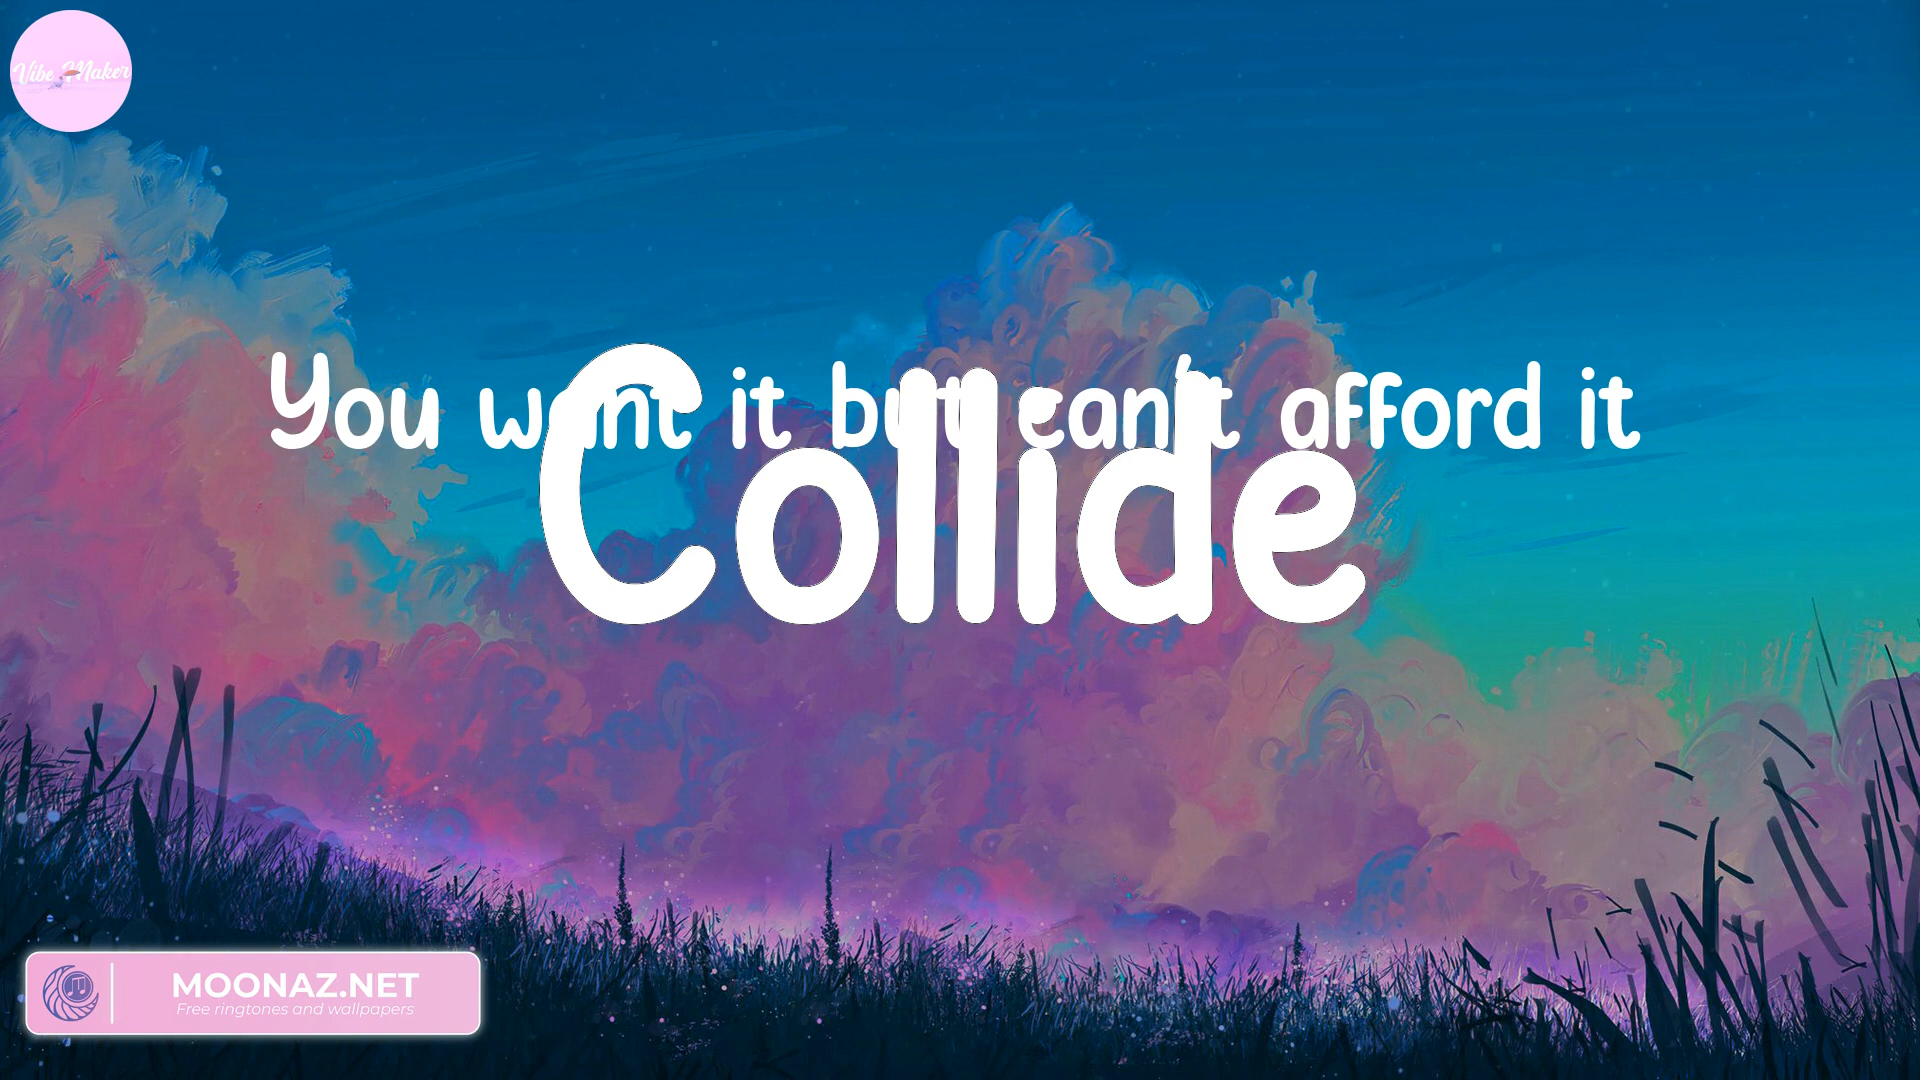 Vibe Maker
You want it but can't afford it
Collide
MOONAZ.NET
Free ringtones and wallpapers